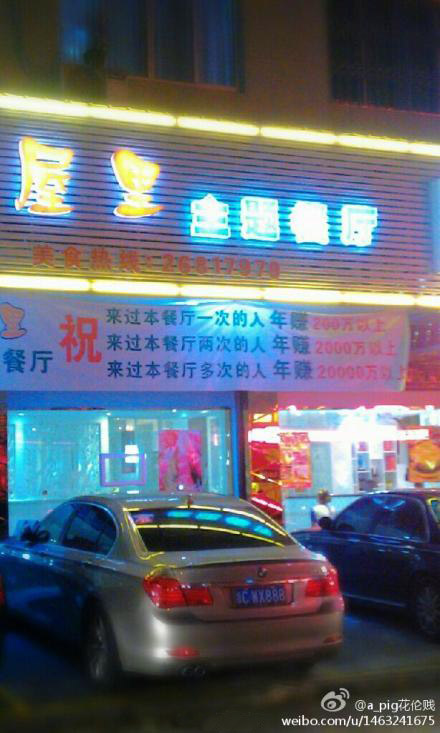 屋里 主题餐厅
美食热线:26817970
里
餐厅
祝
来过本餐厅一次的人年赚200万以上
来过本餐厅两次的人年赚2000万以上
来过本餐厅多次的人年赚20000万以上
C·WX888
@a_pig花伦贱
weibo.com/u/1463241675